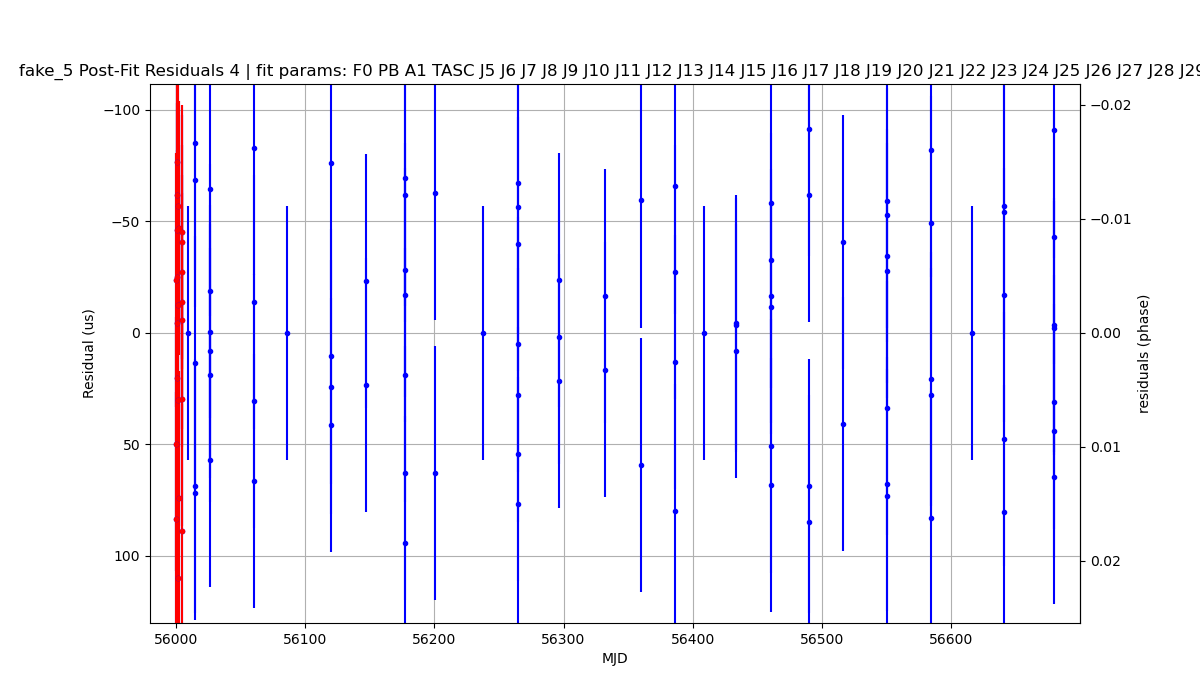 fake_5 Post-Fit Residuals 4 | fit params: F0 PB A1 TASC J5 J6 J7 J8 J9 J10 J11 J12 J13 J14 J15 J16 J17 J18 J19 J20 J21 J22 J23 J24 J25 J26 J27 J28 J29
−100
−50
0
50
100
Residual (us)
56000 56100 56200 56300 56400 56500 56600
MJD
−0.02
−0.01
0.00
0.01
0.02
residuals (phase)